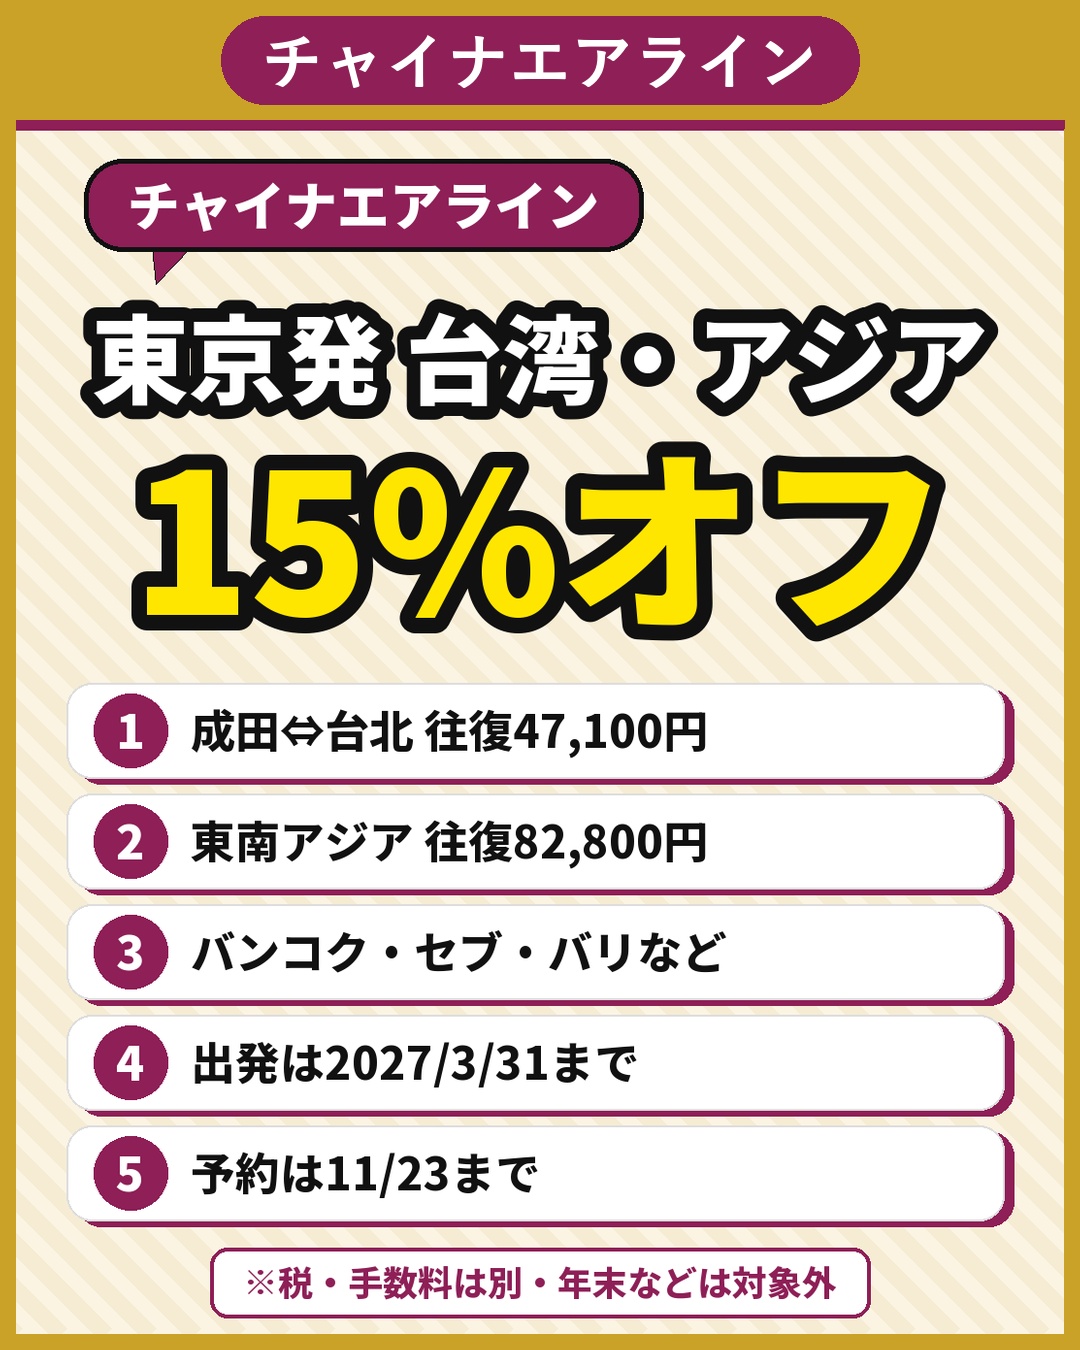 チャイナエアライン
チャイナエアライン
東京発 台湾・アジア
15%オフ
1 成田⇔台北 往復47,100円
2 東南アジア 往復82,800円
3 バンコク・セブ・バリなど
4 出発は2027/3/31まで
5 予約は11/23まで
※税・手数料は別・年末などは対象外